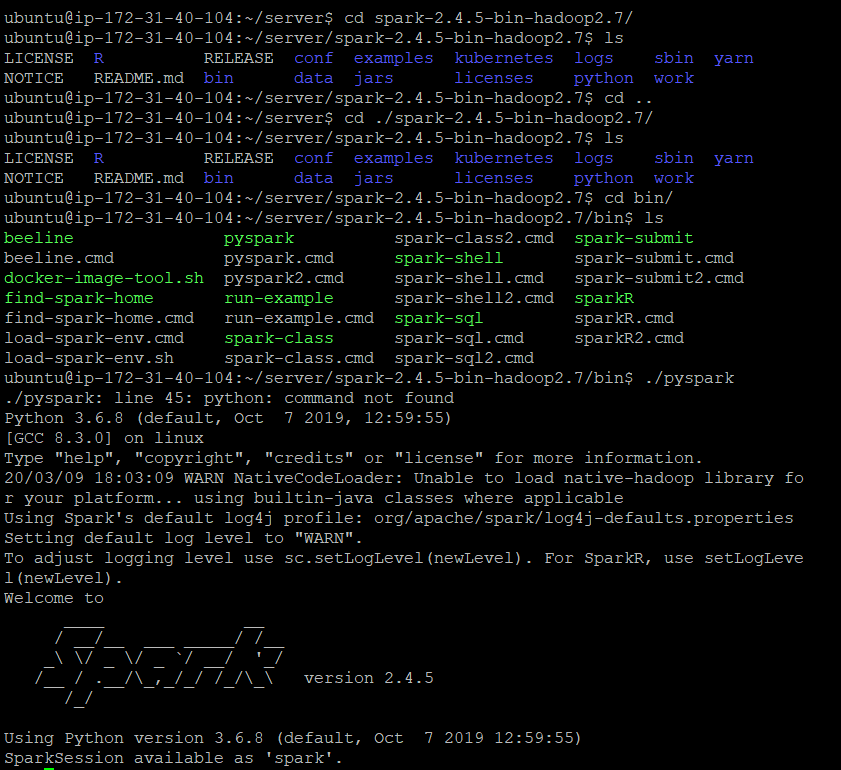 ubuntu@ip-172-31-40-104:~/server$ cd spark-2.4.5-bin-hadoop2.7/
ubuntu@ip-172-31-40-104:~/server/spark-2.4.5-bin-hadoop2.7$ ls
LICENSE  R          RELEASE  conf  examples  kubernetes  logs    sbin  yarn
NOTICE   README.md  bin      data  jars      licenses    python  work
ubuntu@ip-172-31-40-104:~/server/spark-2.4.5-bin-hadoop2.7$ cd ..
ubuntu@ip-172-31-40-104:~/server$ cd ./spark-2.4.5-bin-hadoop2.7/
ubuntu@ip-172-31-40-104:~/server/spark-2.4.5-bin-hadoop2.7$ ls
LICENSE  R          RELEASE  conf  examples  kubernetes  logs    sbin  yarn
NOTICE   README.md  bin      data  jars      licenses    python  work
ubuntu@ip-172-31-40-104:~/server/spark-2.4.5-bin-hadoop2.7$ cd bin/
ubuntu@ip-172-31-40-104:~/server/spark-2.4.5-bin-hadoop2.7/bin$ ls
beeline               pyspark          spark-class2.cmd  spark-submit
beeline.cmd           pyspark.cmd      spark-shell       spark-submit.cmd
docker-image-tool.sh  pyspark2.cmd     spark-shell.cmd   spark-submit2.cmd
find-spark-home       run-example      spark-shell2.cmd  sparkR
find-spark-home.cmd   run-example.cmd  spark-sql         sparkR.cmd
load-spark-env.cmd    spark-class      spark-sql.cmd     sparkR2.cmd
load-spark-env.sh     spark-class.cmd  spark-sql2.cmd
ubuntu@ip-172-31-40-104:~/server/spark-2.4.5-bin-hadoop2.7/bin$ ./pyspark
./pyspark: line 45: python: command not found
Python 3.6.8 (default, Oct  7 2019, 12:59:55)
[GCC 8.3.0] on linux
Type "help", "copyright", "credits" or "license" for more information.
20/03/09 18:03:09 WARN NativeCodeLoader: Unable to load native-hadoop library fo
r your platform... using builtin-java classes where applicable
Using Spark's default log4j profile: org/apache/spark/log4j-defaults.properties
Setting default log level to "WARN".
To adjust logging level use sc.setLogLevel(newLevel). For SparkR, use setLogLeve
l(newLevel).
Welcome to
      ____              __
     / __/__  ___ _____/ /__
    _\ \/ _ \/ _ `/ __/  '_/
   /__ / .__/\_,_/_/ /_/\_\   version 2.4.5
      /_/
Using Python version 3.6.8 (default, Oct  7 2019 12:59:55)
SparkSession available as 'spark'.